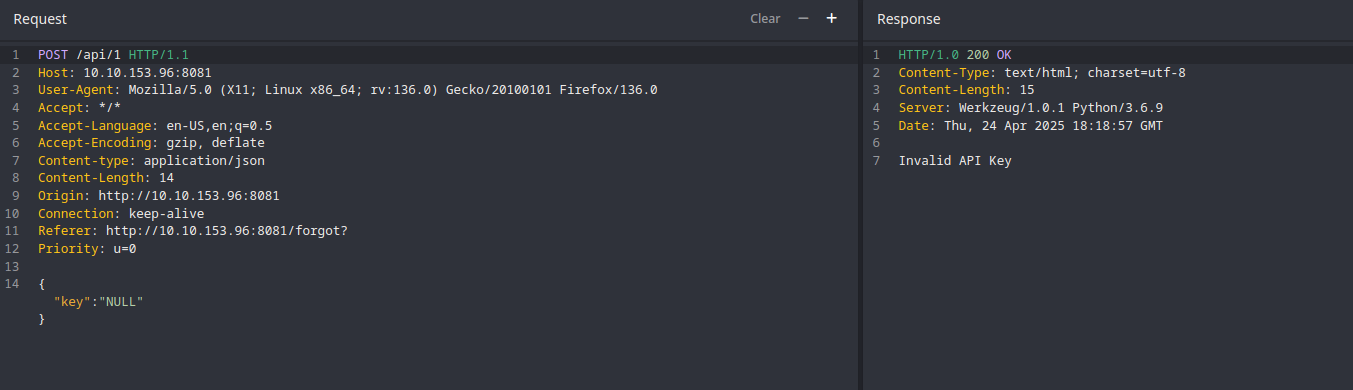 Request
Clear − +
1 POST /api/1 HTTP/1.1
2 Host: 10.10.153.96:8081
3 User-Agent: Mozilla/5.0 (X11; Linux x86_64; rv:136.0) Gecko/20100101 Firefox/136.0
4 Accept: */*
5 Accept-Language: en-US,en;q=0.5
6 Accept-Encoding: gzip, deflate
7 Content-type: application/json
8 Content-Length: 14
9 Origin: http://10.10.153.96:8081
10 Connection: keep-alive
11 Referer: http://10.10.153.96:8081/forgot?
12 Priority: u=0
13
14 {
"key":"NULL"
}
Response
1 HTTP/1.0 200 OK
2 Content-Type: text/html; charset=utf-8
3 Content-Length: 15
4 Server: Werkzeug/1.0.1 Python/3.6.9
5 Date: Thu, 24 Apr 2025 18:18:57 GMT
6
7 Invalid API Key